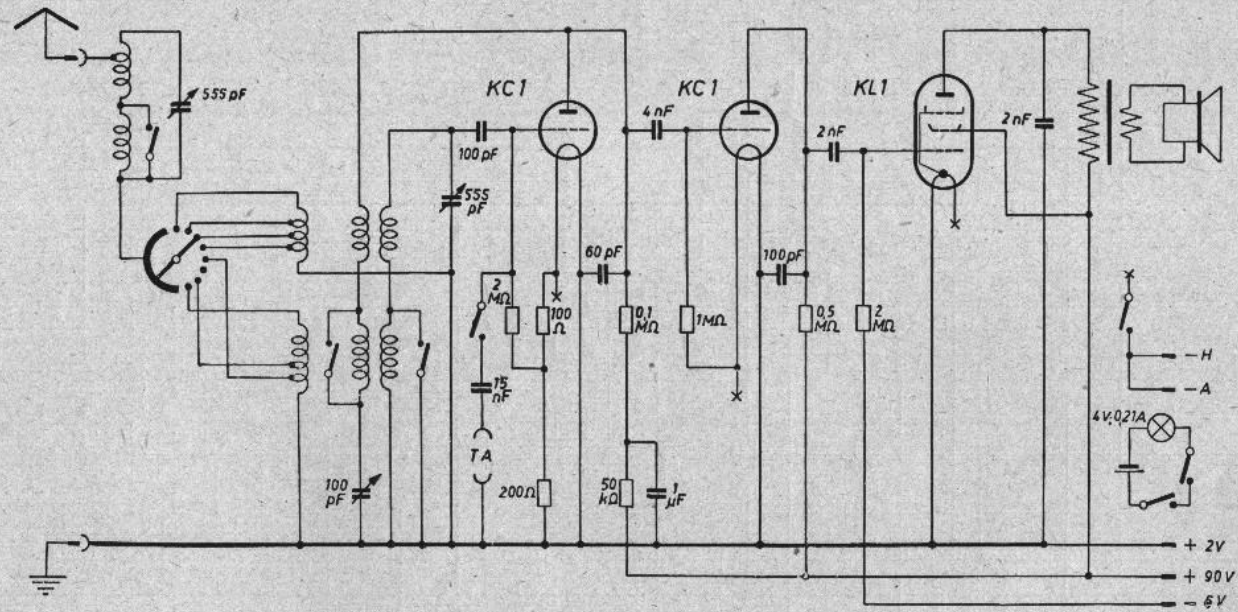 555 pF
KC1
KC1
KL1
100 pF
555
pF
4 nF
2 nF
2 nF
60 pF
100 pF
2
MΩ
100
Ω
0,1
MΩ
1MΩ
0,5
MΩ
2
MΩ
15
nF
TA
100
pF
200Ω
50
kΩ
1
µF
4V-0,21A
- H
- A
+ 2V
+ 90V
- 6V